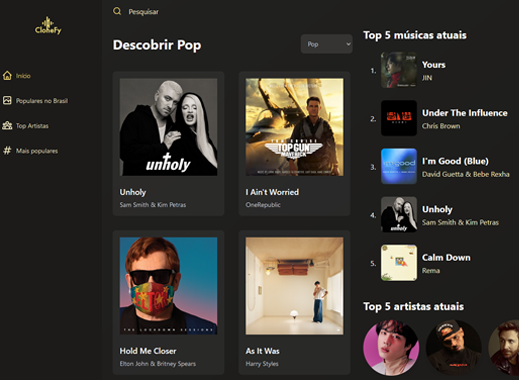 CloneFy
Início
Populares no Brasil
Top Artistas
Mais populares
Pesquisar
Descobrir Pop
Pop
unholy
Unholy
Sam Smith & Kim Petras
TOP GUN
MAVERICK
I Ain't Worried
OneRepublic
THE LOCKDOWN SESSIONS
Hold Me Closer
Elton John & Britney Spears
As It Was
Harry Styles
Top 5 músicas atuais
1.
Yours
JIN
2.
Under The Influence
Chris Brown
3.
I'm Good (Blue)
David Guetta & Bebe Rexha
4.
Unholy
Sam Smith & Kim Petras
5.
Calm Down
Rema
Top 5 artistas atuais